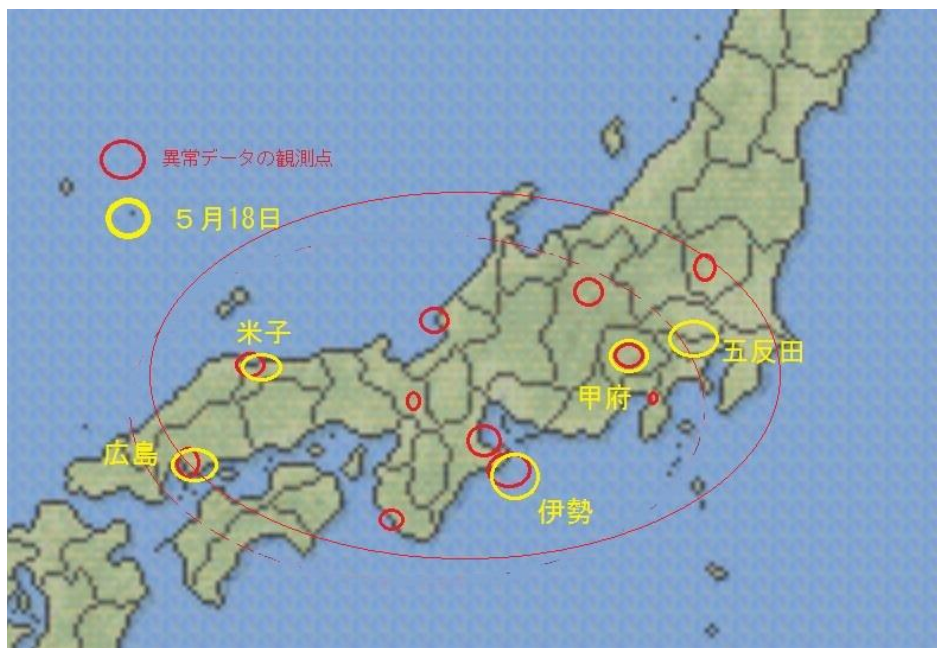 異常データの観測点
５月18日
米子
五反田
甲府
広島
伊勢